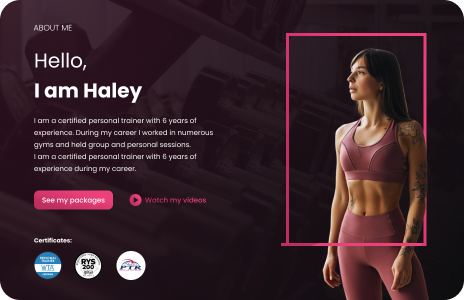 ABOUT ME
Hello,
I am Haley
I am a certified personal trainer with 6 years of
experience. During my career I worked in numerous
gyms and held group and personal sessions.
I am a certified personal trainer with 6 years of
experience during my career.
See my packages
Watch my videos
Certificates:
PERSONAL
TRAINER
WTA
RYS
200
PTR